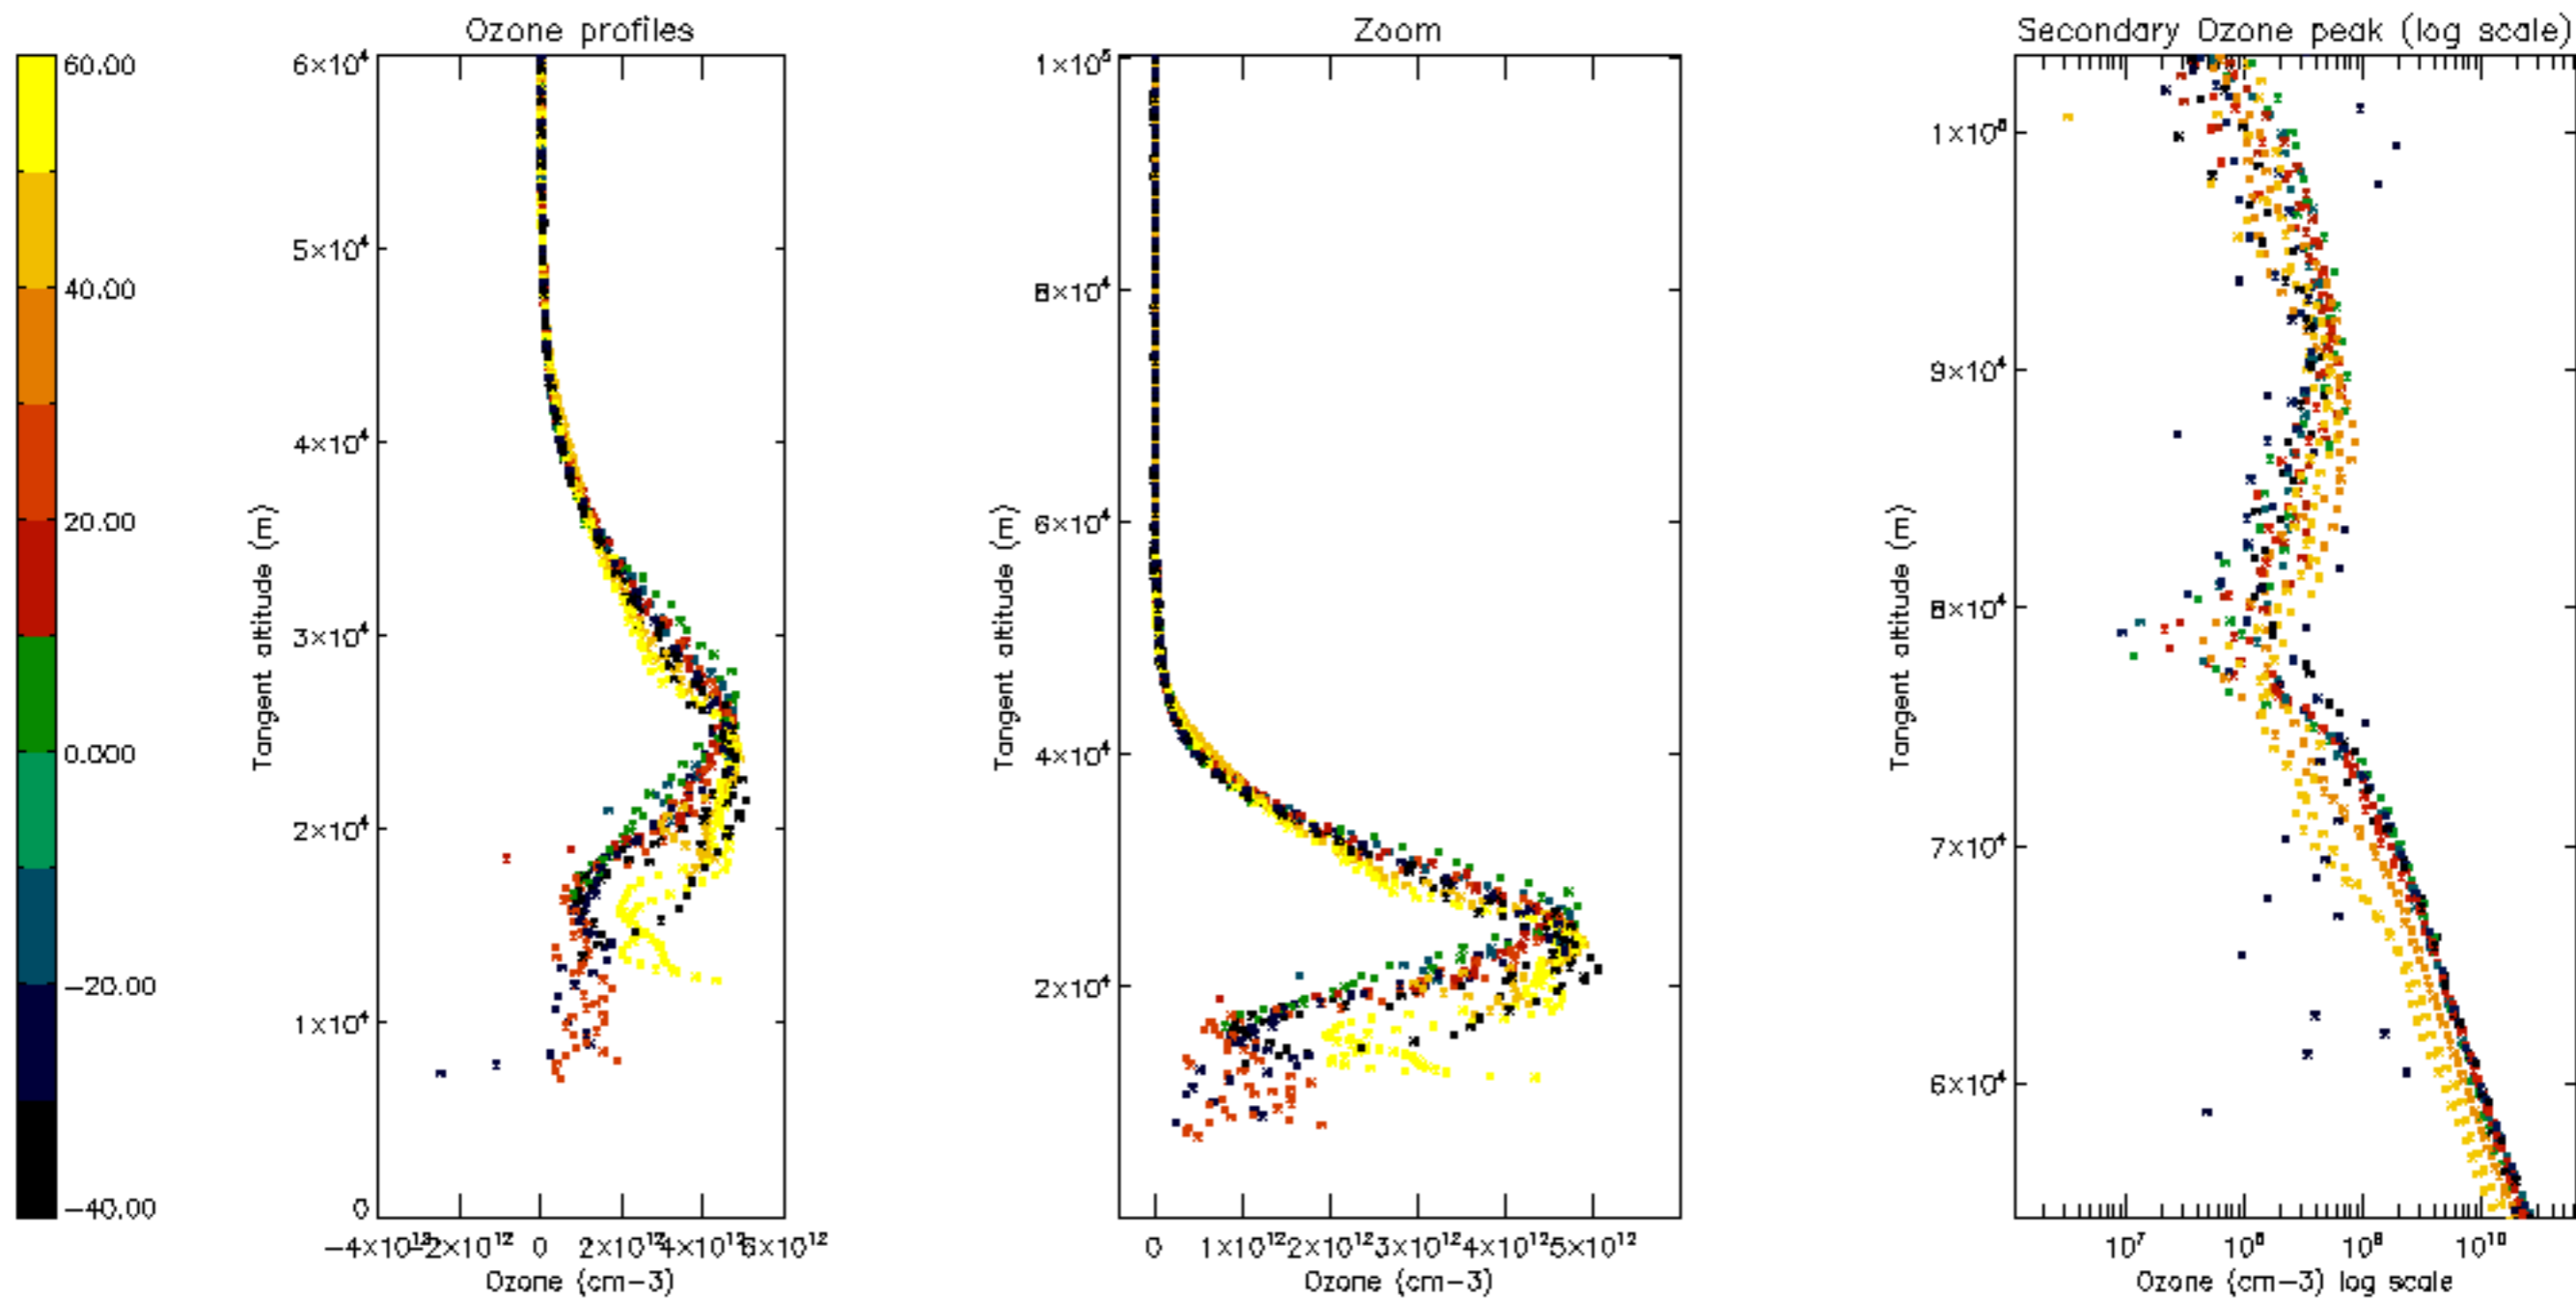 Ozone profiles
Zoom
Secondary Ozone peak (log scale)
60.00
40.00
20.00
0.000
-20.00
-40.00
6×10⁴
5×10⁴
4×10⁴
3×10⁴
2×10⁴
1×10⁴
0
Tangent altitude (m)
-2×10¹² 0 2×10¹² 4×10¹² 6×10¹²
Ozone (cm-3)
1×10⁵
8×10⁴
6×10⁴
4×10⁴
2×10⁴
Tangent altitude (m)
0 1×10¹² 2×10¹² 3×10¹² 4×10¹² 5×10¹²
Ozone (cm-3)
9×10⁴
8×10⁴
7×10⁴
6×10⁴
Tangent altitude (m)
10⁷ 10⁸ 10⁹ 10¹⁰
Ozone (cm-3) log scale